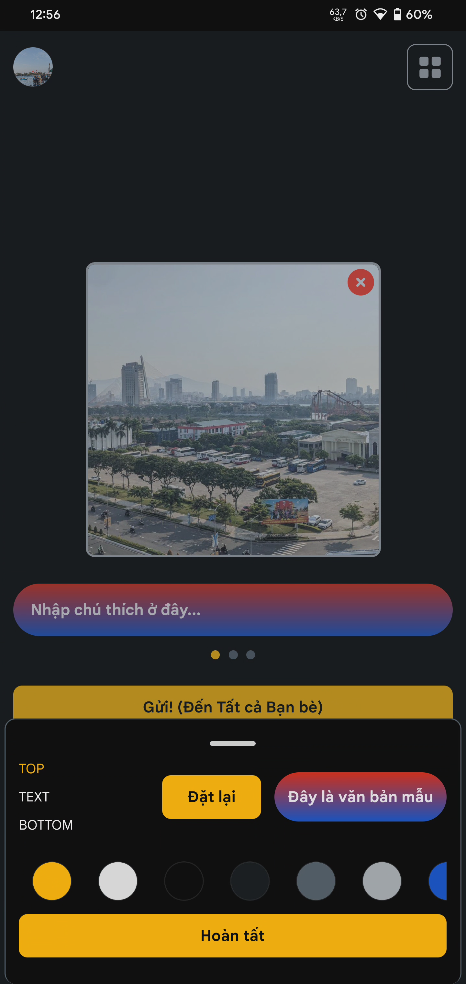 12:56
63,7
KB/S
60%
Nhập chú thích ở đây...
Gửi! (Đến Tất cả Bạn bè)
TOP
TEXT
BOTTOM
Đặt lại
Đây là văn bản mẫu
Hoàn tất